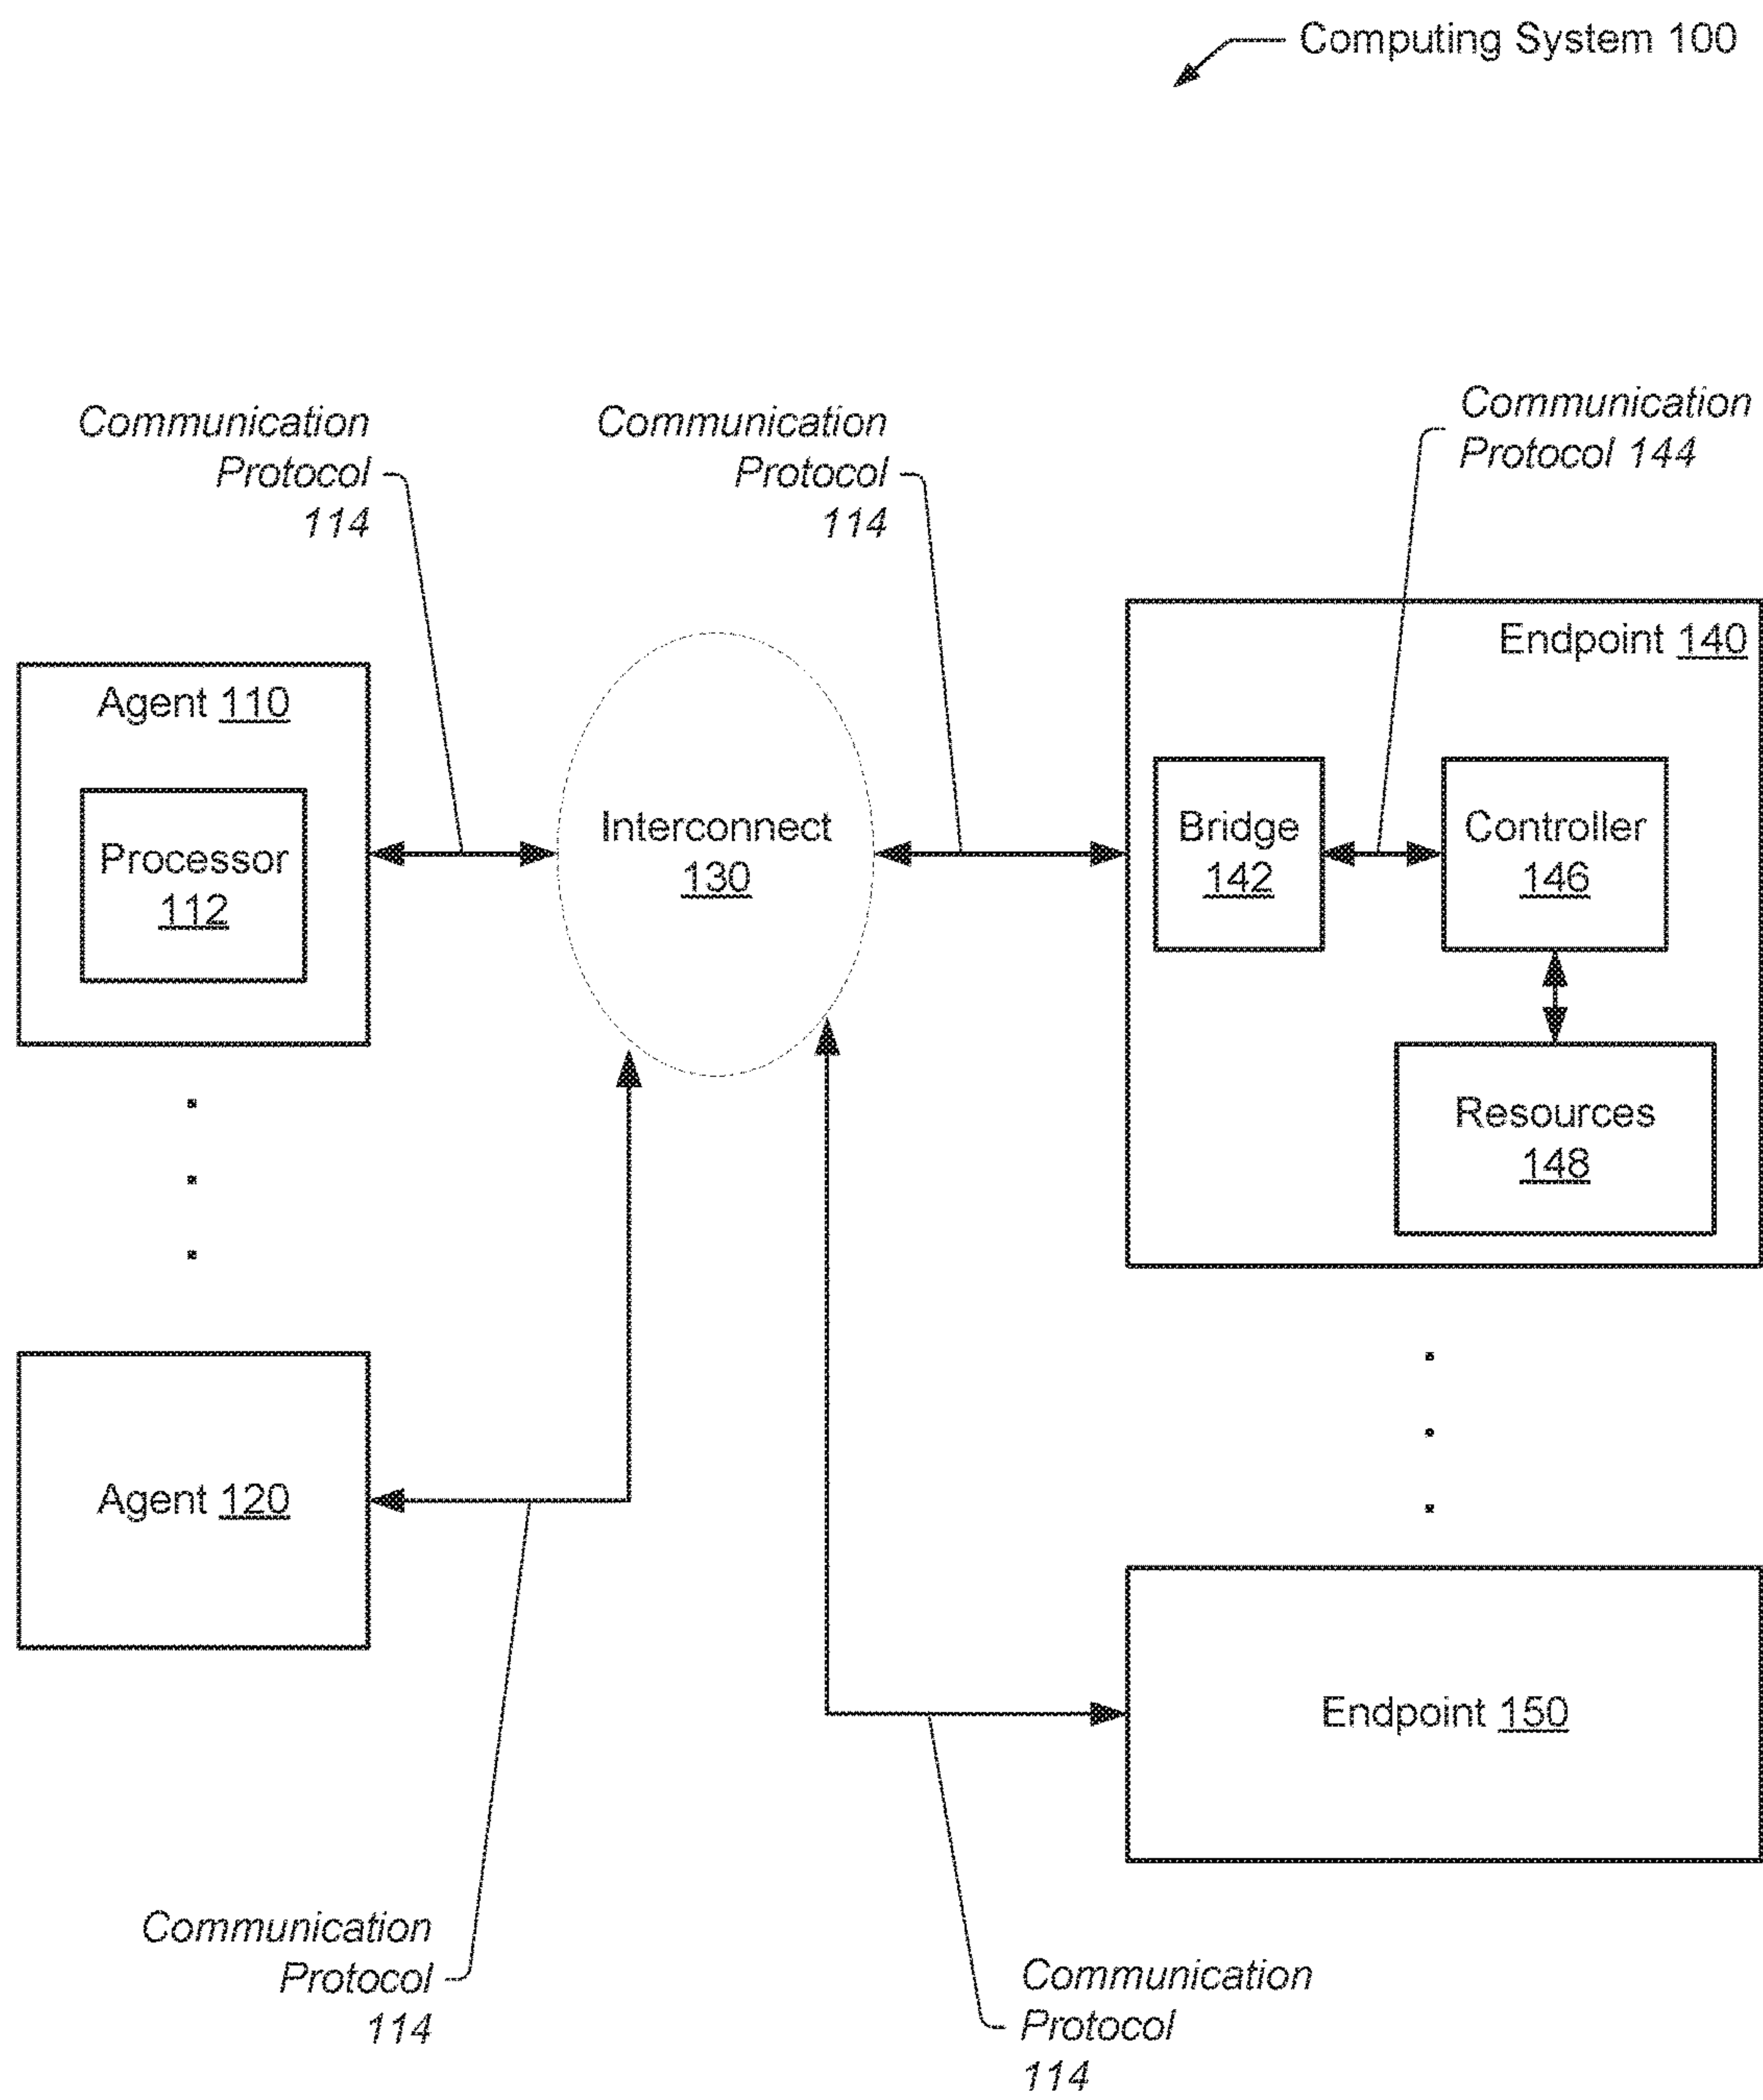 Computing System 100
Communication
Protocol
114
Communication
Protocol
114
Communication
Protocol 144
Agent 110
Processor
112
Interconnect
130
Endpoint 140
Bridge
142
Controller
146
Resources
148
Agent 120
Endpoint 150
Communication
Protocol
114
Communication
Protocol
114